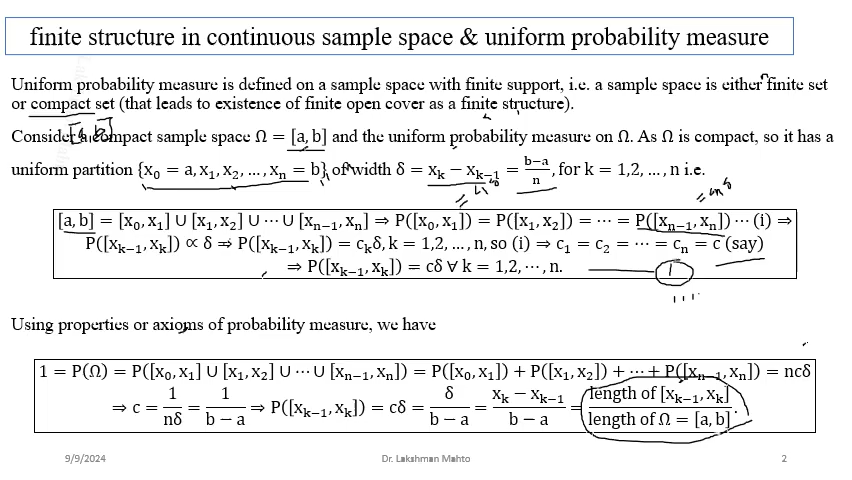 finite structure in continuous sample space & uniform probability measure
Uniform probability measure is defined on a sample space with finite support, i.e. a sample space is either finite set
or compact set (that leads to existence of finite open cover as a finite structure).
[a, b]
Consider a compact sample space Ω = [a, b] and the uniform probability measure on Ω. As Ω is compact, so it has a
uniform partition {x₀ = a, x₁, x₂, …, xₙ = b} of width δ = xₖ − xₖ₋₁ = (b−a)/n, for k = 1,2, …, n i.e.
[a, b] = [x₀, x₁] ∪ [x₁, x₂] ∪ ⋯ ∪ [xₙ₋₁, xₙ] ⇒ P([x₀, x₁]) = P([x₁, x₂]) = ⋯ = P([xₙ₋₁, xₙ]) ⋯ (i) ⇒
P([xₖ₋₁, xₖ]) ∝ δ ⇒ P([xₖ₋₁, xₖ]) = cₖδ, k = 1,2, …, n, so (i) ⇒ c₁ = c₂ = ⋯ = cₙ = c (say)
⇒ P([xₖ₋₁, xₖ]) = cδ ∀ k = 1,2, ⋯, n. 1
Using properties or axioms of probability measure, we have
1 = P(Ω) = P([x₀, x₁] ∪ [x₁, x₂] ∪ ⋯ ∪ [xₙ₋₁, xₙ]) = P([x₀, x₁]) + P([x₁, x₂]) + ⋯ + P([xₙ₋₁, xₙ]) = ncδ
⇒ c = 1/nδ = 1/(b − a) ⇒ P([xₖ₋₁, xₖ]) = cδ = δ/(b − a) = (xₖ − xₖ₋₁)/(b − a) = length of [xₖ₋₁, xₖ]/length of Ω = [a, b].
9/9/2024 Dr. Lakshman Mahto 2